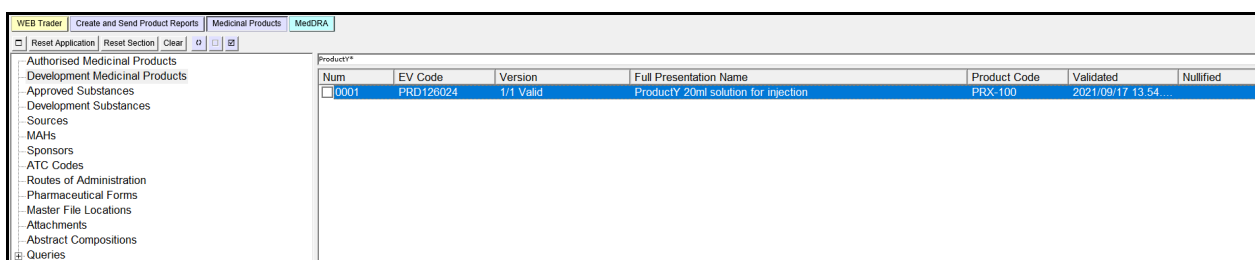 WEB Trader Create and Send Product Reports Medicinal Products MedDRA
Reset Application Reset Section Clear
Authorised Medicinal Products
Development Medicinal Products
Approved Substances
Development Substances
Sources
MAHs
Sponsors
ATC Codes
Routes of Administration
Pharmaceutical Forms
Master File Locations
Attachments
Abstract Compositions
Queries
ProductY*
Num EV Code Version Full Presentation Name Product Code Validated Nullified
0001 PRD126024 1/1 Valid ProductY 20ml solution for injection PRX-100 2021/09/17 13.54....